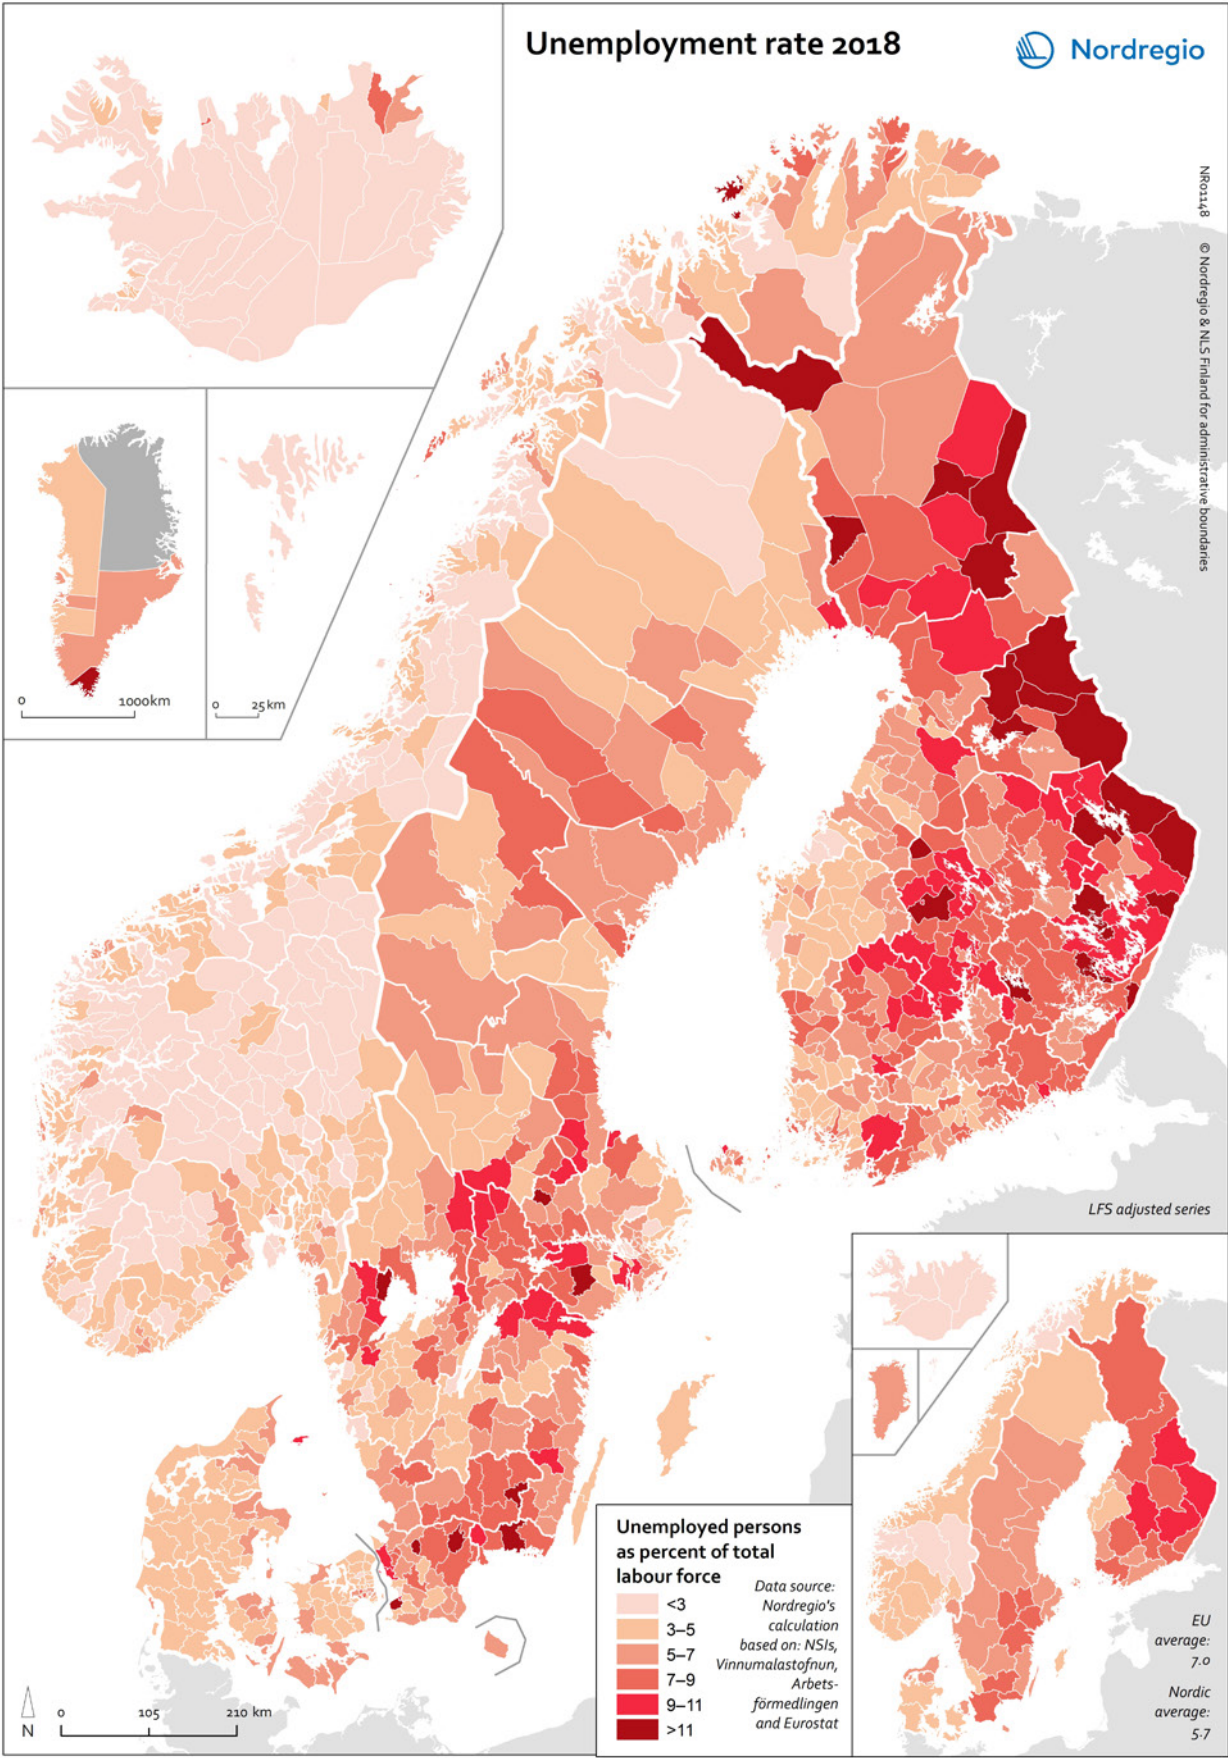 Unemployment rate 2018
Nordregio
NR01148 © Nordregio & NLS Finland for administrative boundaries
0 1000km
0 25 km
LFS adjusted series
Unemployed persons
as percent of total
labour force
<3
3–5
5–7
7–9
9–11
>11
Data source:
Nordregio's
calculation
based on: NSIs,
Vinnumalastofnun,
Arbets-
förmedlingen
and Eurostat
EU
average:
7.0
Nordic
average:
5.7
N
0 105 210 km